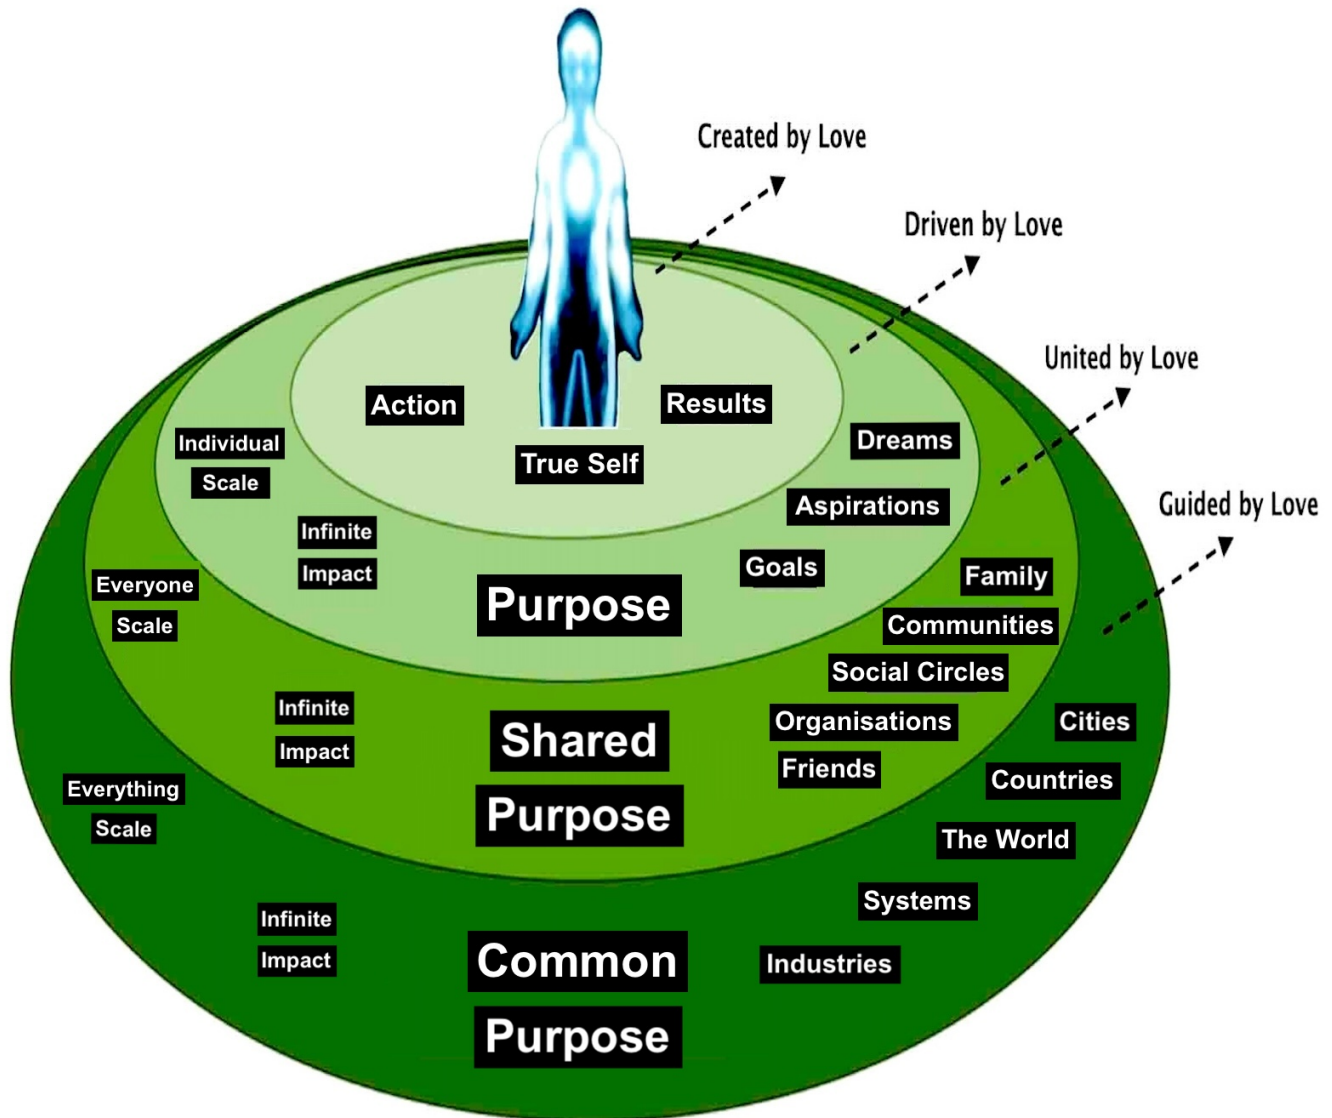 Created by Love
Driven by Love
United by Love
Guided by Love
Action
Results
True Self
Individual
Scale
Infinite
Impact
Dreams
Aspirations
Goals
Purpose
Everyone
Scale
Infinite
Impact
Family
Communities
Social Circles
Organisations
Friends
Shared
Purpose
Everything
Scale
Infinite
Impact
Cities
Countries
The World
Systems
Industries
Common
Purpose